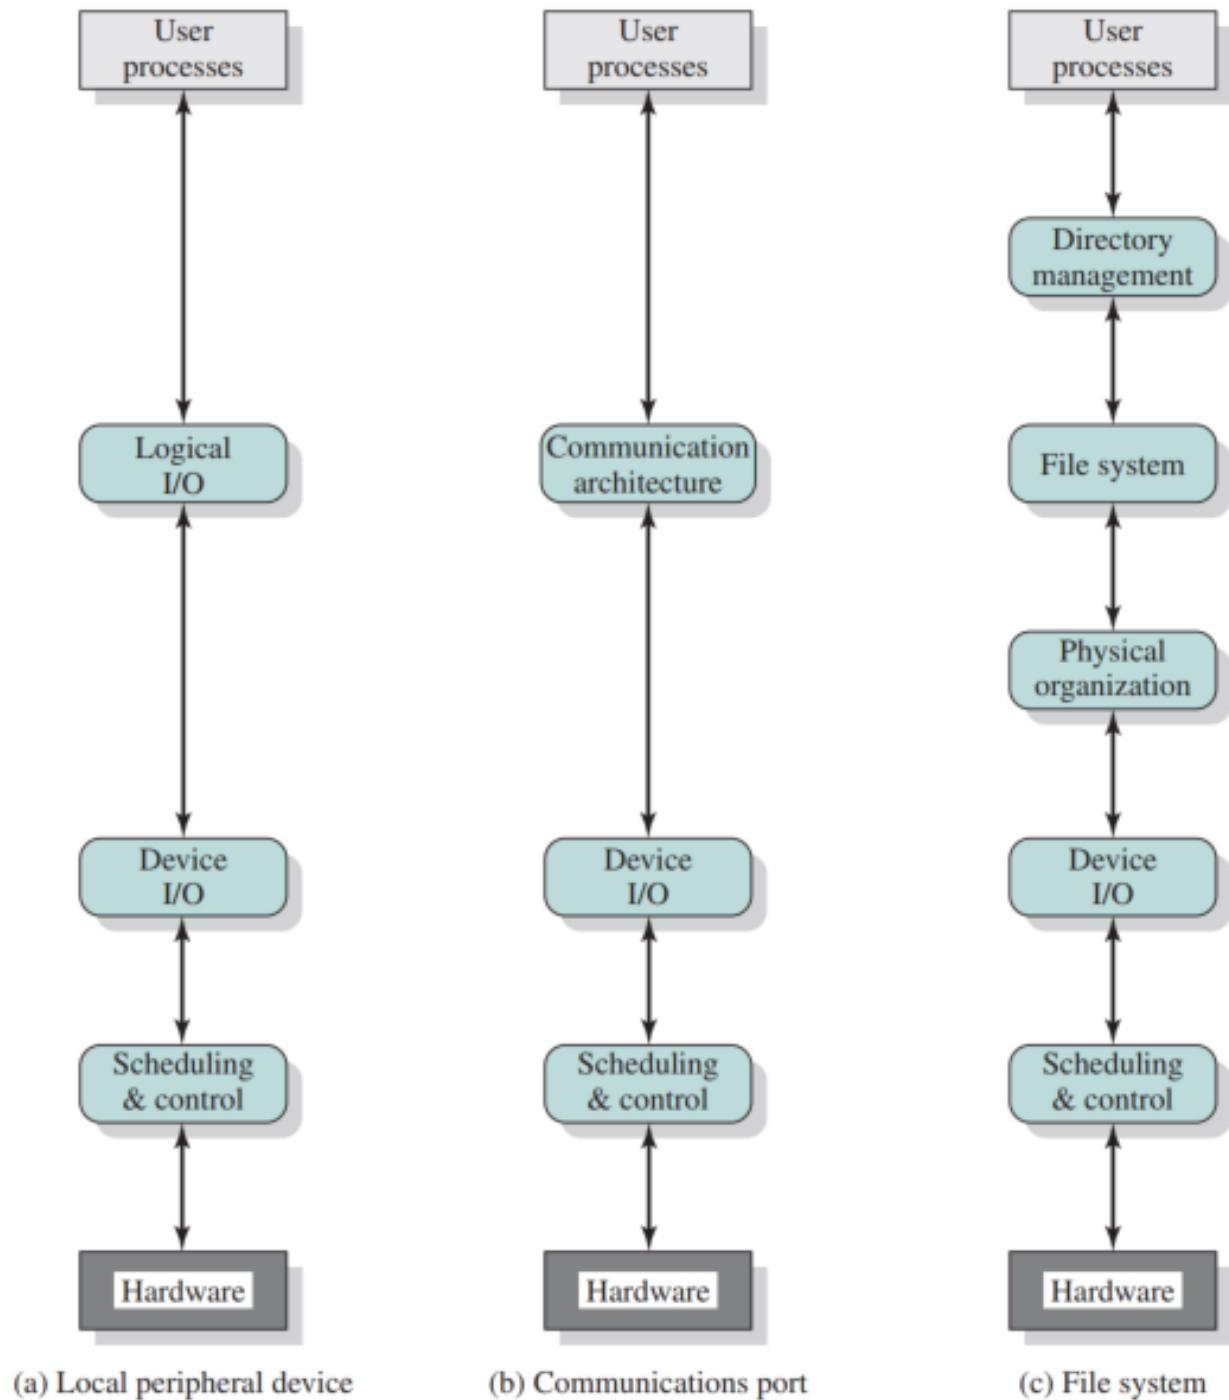 User
processes
Logical
I/O
Device
I/O
Scheduling
& control
Hardware
(a) Local peripheral device
User
processes
Communication
architecture
Device
I/O
Scheduling
& control
Hardware
(b) Communications port
User
processes
Directory
management
File system
Physical
organization
Device
I/O
Scheduling
& control
Hardware
(c) File system